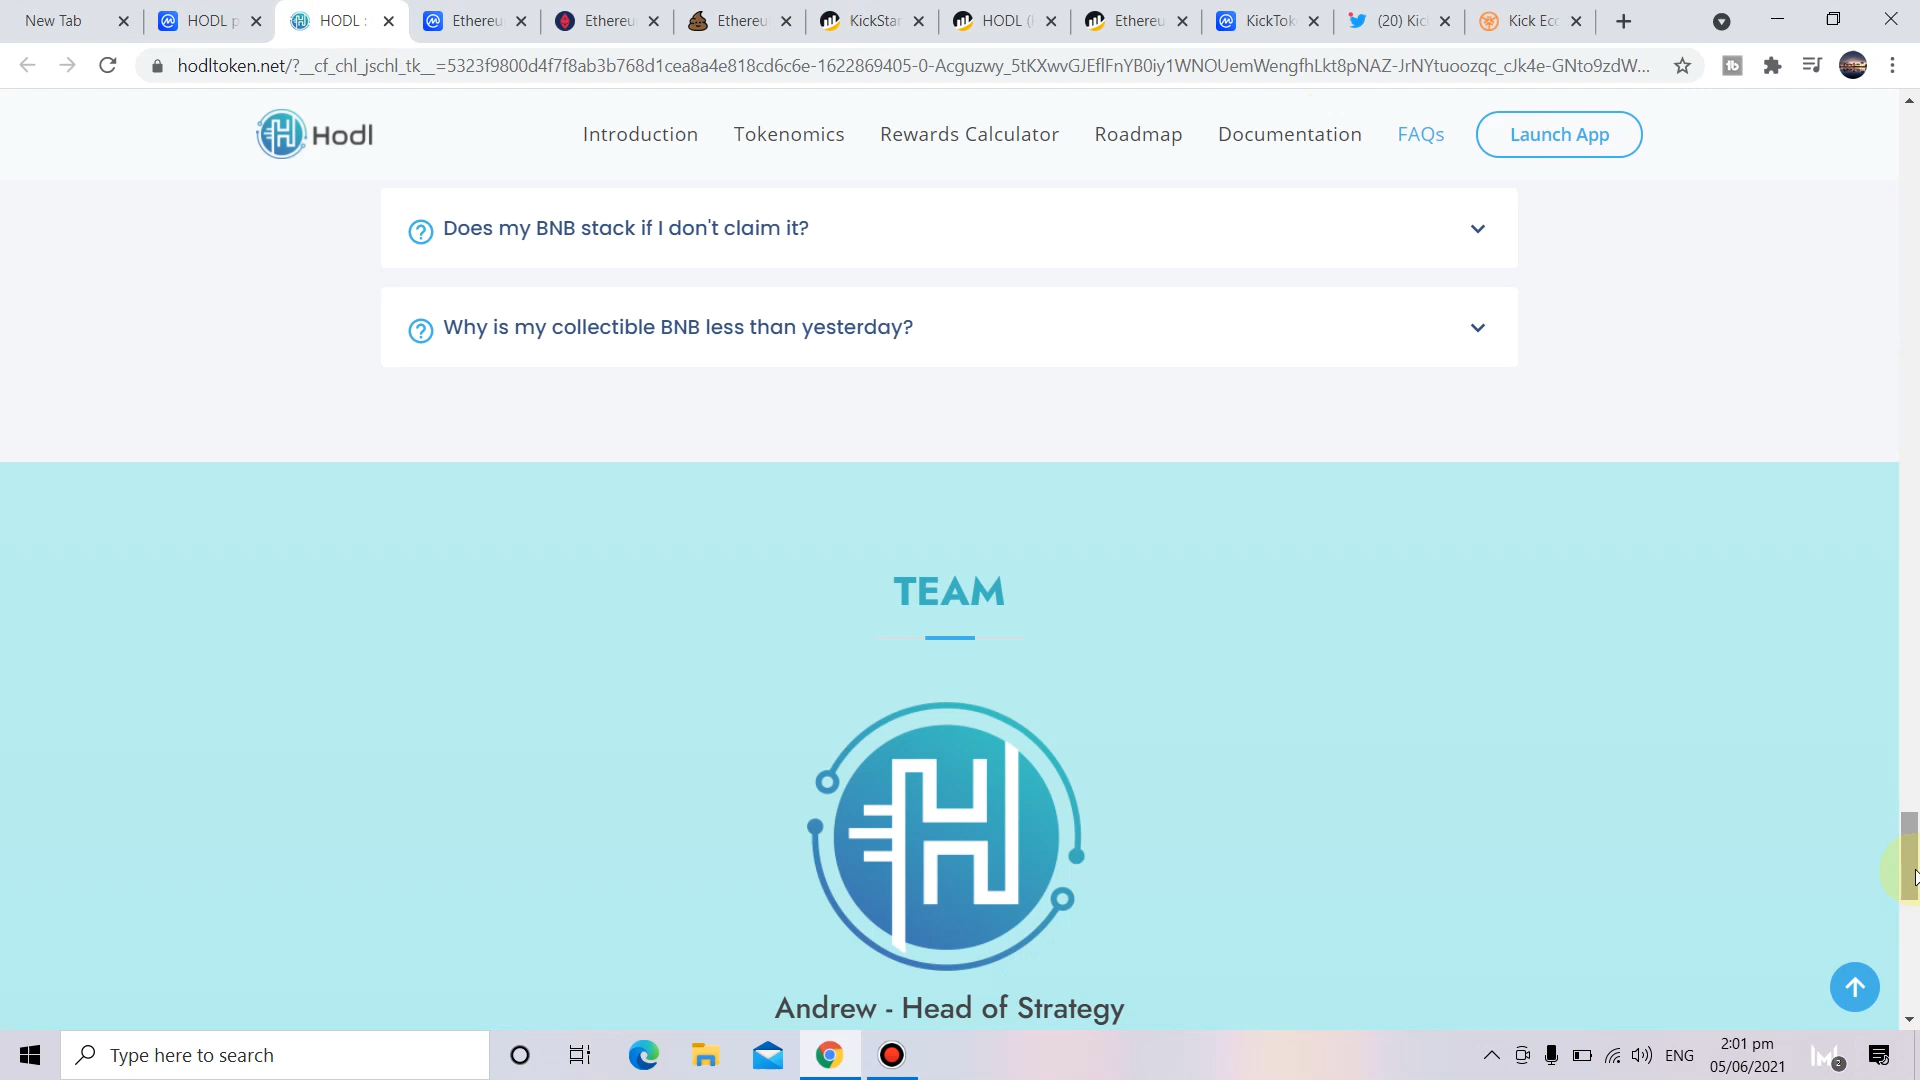 New Tab
HODL p
HODL :
Ethereu
Ethereu
Ethereu
KickSta
HODL (
Ethereu
KickTok
(20) Kic
Kick Ecc
hodltoken.net/?__cf_chl_jschl_tk__=5323f9800d4f7f8ab3b768d1cea8a4e818cd6c6e-1622869405-0-Acguzwy_5tKXwvGJEflFnYB0iy1WNOUemWengfhLkt8pNAZ-JrNYtuoozqc_cJk4e-GNto9zdW...
Hodl
Introduction
Tokenomics
Rewards Calculator
Roadmap
Documentation
FAQs
Launch App
Does my BNB stack if I don't claim it?
Why is my collectible BNB less than yesterday?
TEAM
Andrew - Head of Strategy
Type here to search
ENG
2:01 pm
05/06/2021
2